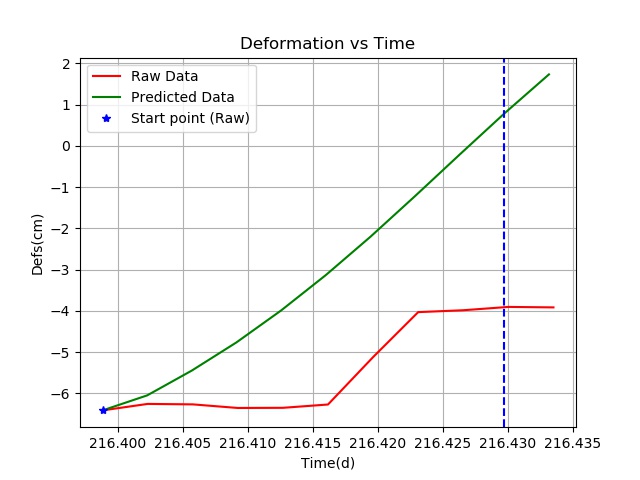 Deformation vs Time
Raw Data
Predicted Data
Start point (Raw)
2
1
0
−1
−2
−3
−4
−5
−6
Defs(cm)
216.400 216.405 216.410 216.415 216.420 216.425 216.430 216.435
Time(d)